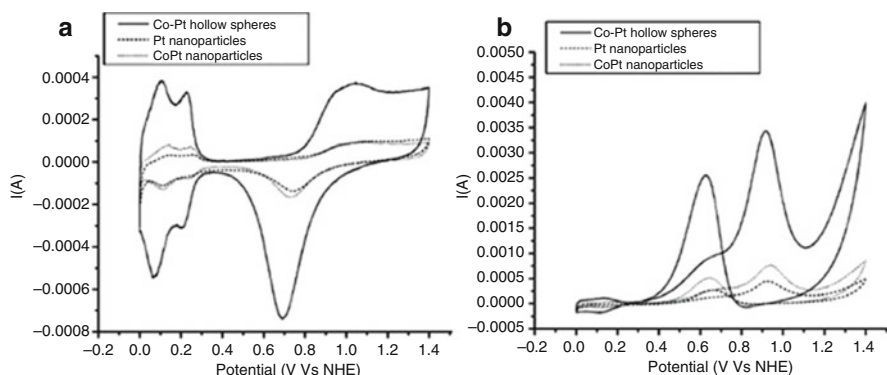 a
Co-Pt hollow spheres
Pt nanoparticles
CoPt nanoparticles
0.0004
0.0002
0.0000
−0.0002
−0.0004
−0.0006
−0.0008
I(A)
−0.2 0.0 0.2 0.4 0.6 0.8 1.0 1.2 1.4
Potential (V Vs NHE)
b
Co-Pt hollow spheres
Pt nanoparticles
CoPt nanoparticles
0.0050
0.0045
0.0040
0.0035
0.0030
0.0025
0.0020
0.0015
0.0010
0.0005
0.0000
−0.0005
I(A)
−0.2 0.0 0.2 0.4 0.6 0.8 1.0 1.2 1.4
Potential (V Vs NHE)